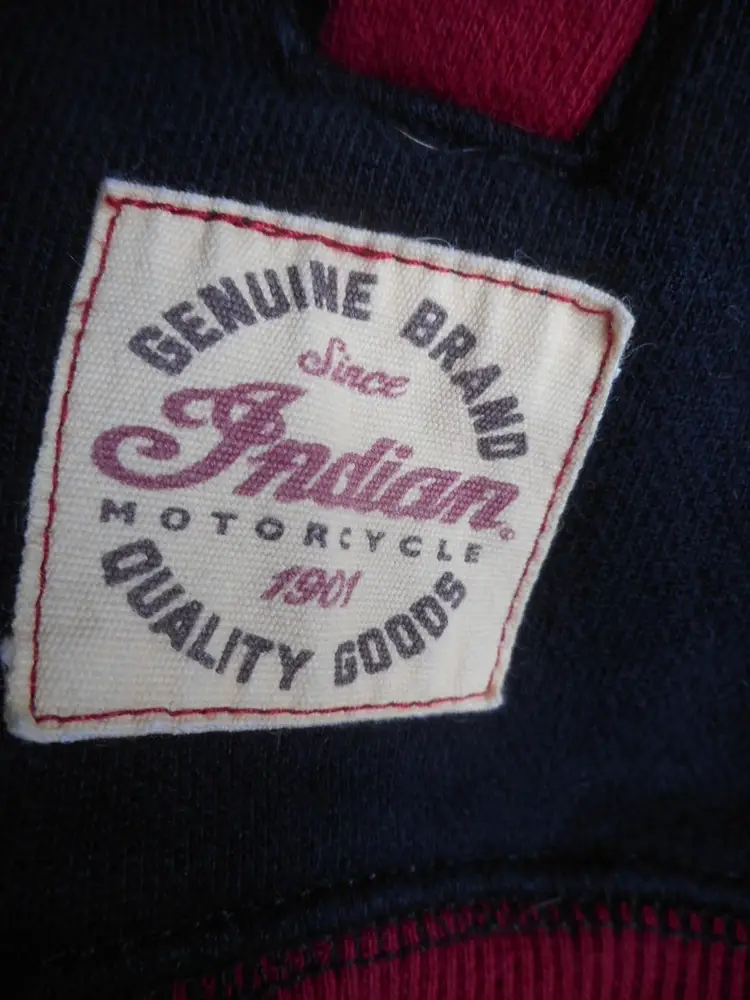 GENUINE BRAND
Since
Indian
MOTORCYCLE
1901
QUALITY GOODS